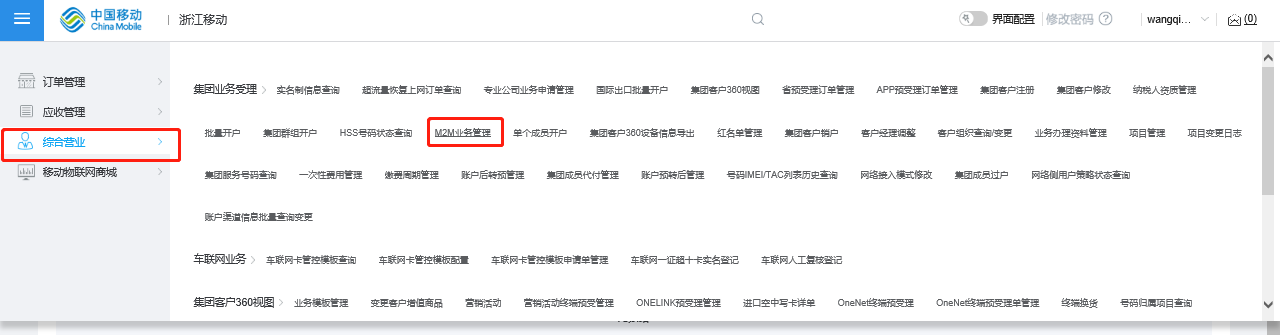 中国移动 China Mobile | 浙江移动 界面配置 修改密码 wangqi... (0)
订单管理
应收管理
综合营业
移动物联网商城
集团业务受理 实名制信息查询 超流量恢复上网订单查询 专业公司业务申请管理 国际出口批量开户 集团客户360视图 省预受理订单管理 APP预受理订单管理 集团客户注册 集团客户修改 纳税人资质管理
批量开户 集团群组开户 HSS号码状态查询 M2M业务管理 单个成员开户 集团客户360设备信息导出 红名单管理 集团客户销户 客户经理调整 客户组织查询/变更 业务办理资料管理 项目管理 项目变更日志
集团服务号码查询 一次性费用管理 缴费周期管理 账户后转预管理 集团成员代付管理 账户预转后管理 号码IMEI/TAC列表历史查询 网络接入模式修改 集团成员过户 网络侧用户策略状态查询
账户渠道信息批量查询变更
车联网业务 车联网卡管控模板查询 车联网卡管控模板配置 车联网卡管控模板申请单管理 车联网一证超十卡实名登记 车联网人工复核登记
集团客户360视图 业务模板管理 变更客户增值商品 营销活动 营销活动终端预受管理 ONELINK预受理管理 进口空中写卡详单 OneNet终端预受理 OneNet终端预受理单管理 终端换货 号码归属项目查询